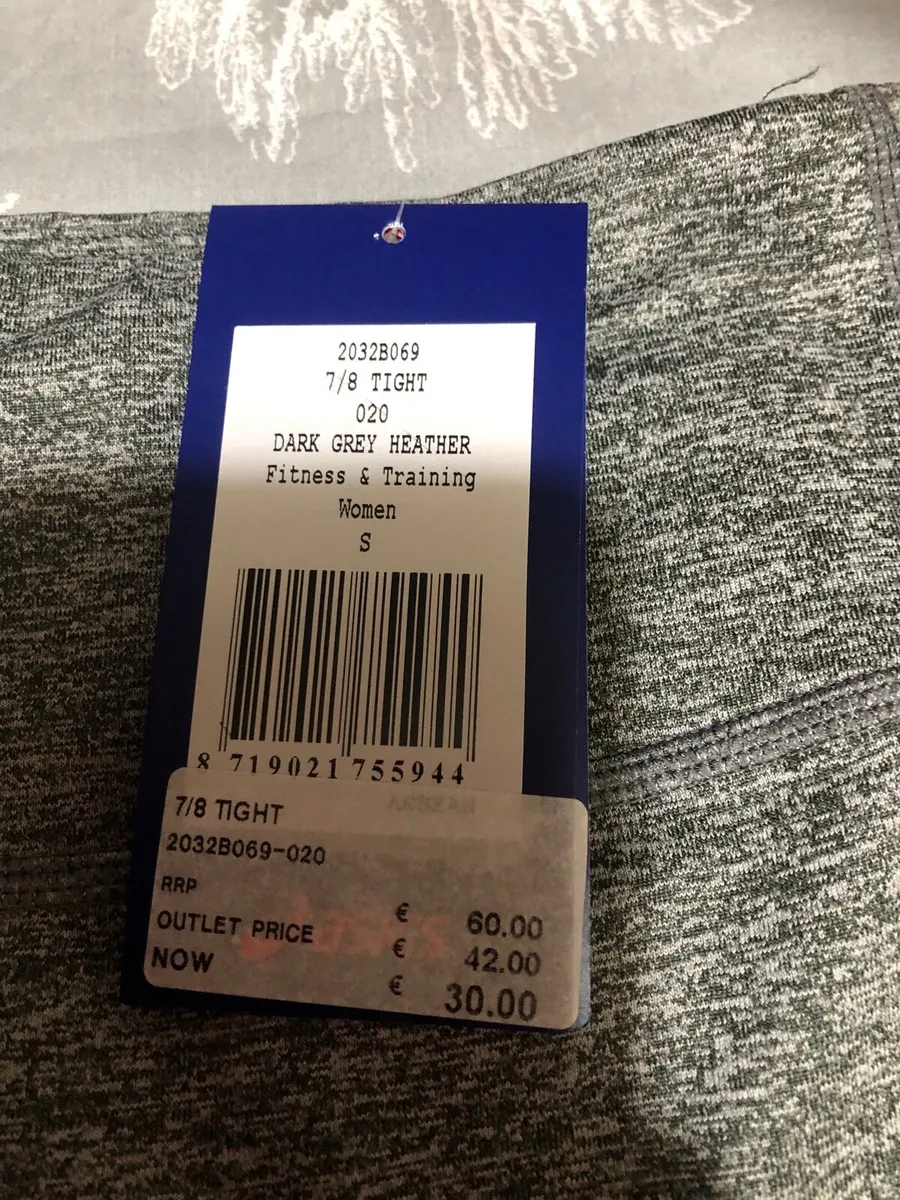 2032B069
7/8 TIGHT
020
DARK GREY HEATHER
Fitness & Training
Women
S
8 719021 755944
7/8 TIGHT
2032B069-020
RRP € 60.00
OUTLET PRICE € 42.00
NOW € 30.00